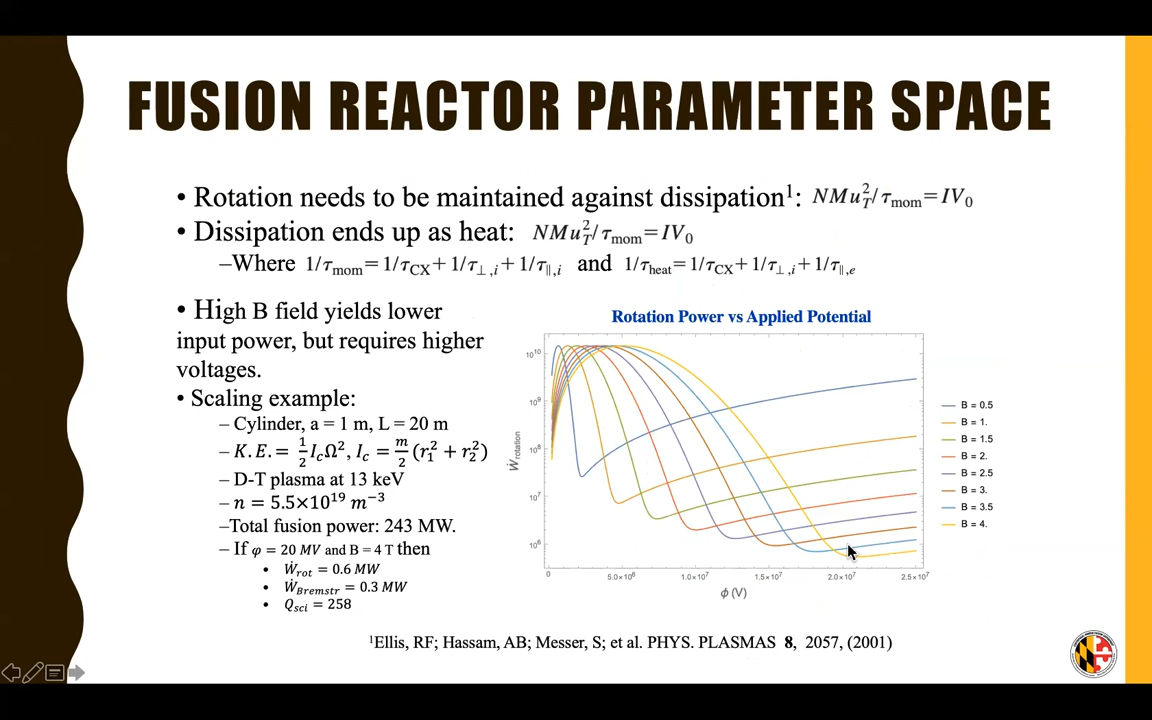 FUSION REACTOR PARAMETER SPACE
• Rotation needs to be maintained against dissipation¹: NMu_T²/τ_mom=IV₀
• Dissipation ends up as heat: NMu_T²/τ_mom=IV₀
–Where 1/τ_mom=1/τ_CX+1/τ_⊥,i+1/τ_∥,i and 1/τ_heat=1/τ_CX+1/τ_⊥,i+1/τ_∥,e
• High B field yields lower
input power, but requires higher
voltages.
• Scaling example:
– Cylinder, a = 1 m, L = 20 m
– K.E.= ½ I_cΩ², I_c = m/2 (r₁² + r₂²)
– D-T plasma at 13 keV
– n = 5.5×10¹⁹ m⁻³
–Total fusion power: 243 MW.
– If φ = 20 MV and B = 4 T then
• Ẇ_rot = 0.6 MW
• Ẇ_Bremstr = 0.3 MW
• Q_sci = 258
Rotation Power vs Applied Potential
10¹⁰
10⁹
10⁸
10⁷
10⁶
Ẇ_rotation
0 5.0×10⁶ 1.0×10⁷ 1.5×10⁷ 2.0×10⁷ 2.5×10⁷
ϕ (V)
B = 0.5
B = 1.
B = 1.5
B = 2.
B = 2.5
B = 3.
B = 3.5
B = 4.
¹Ellis, RF; Hassam, AB; Messer, S; et al. PHYS. PLASMAS 8, 2057, (2001)